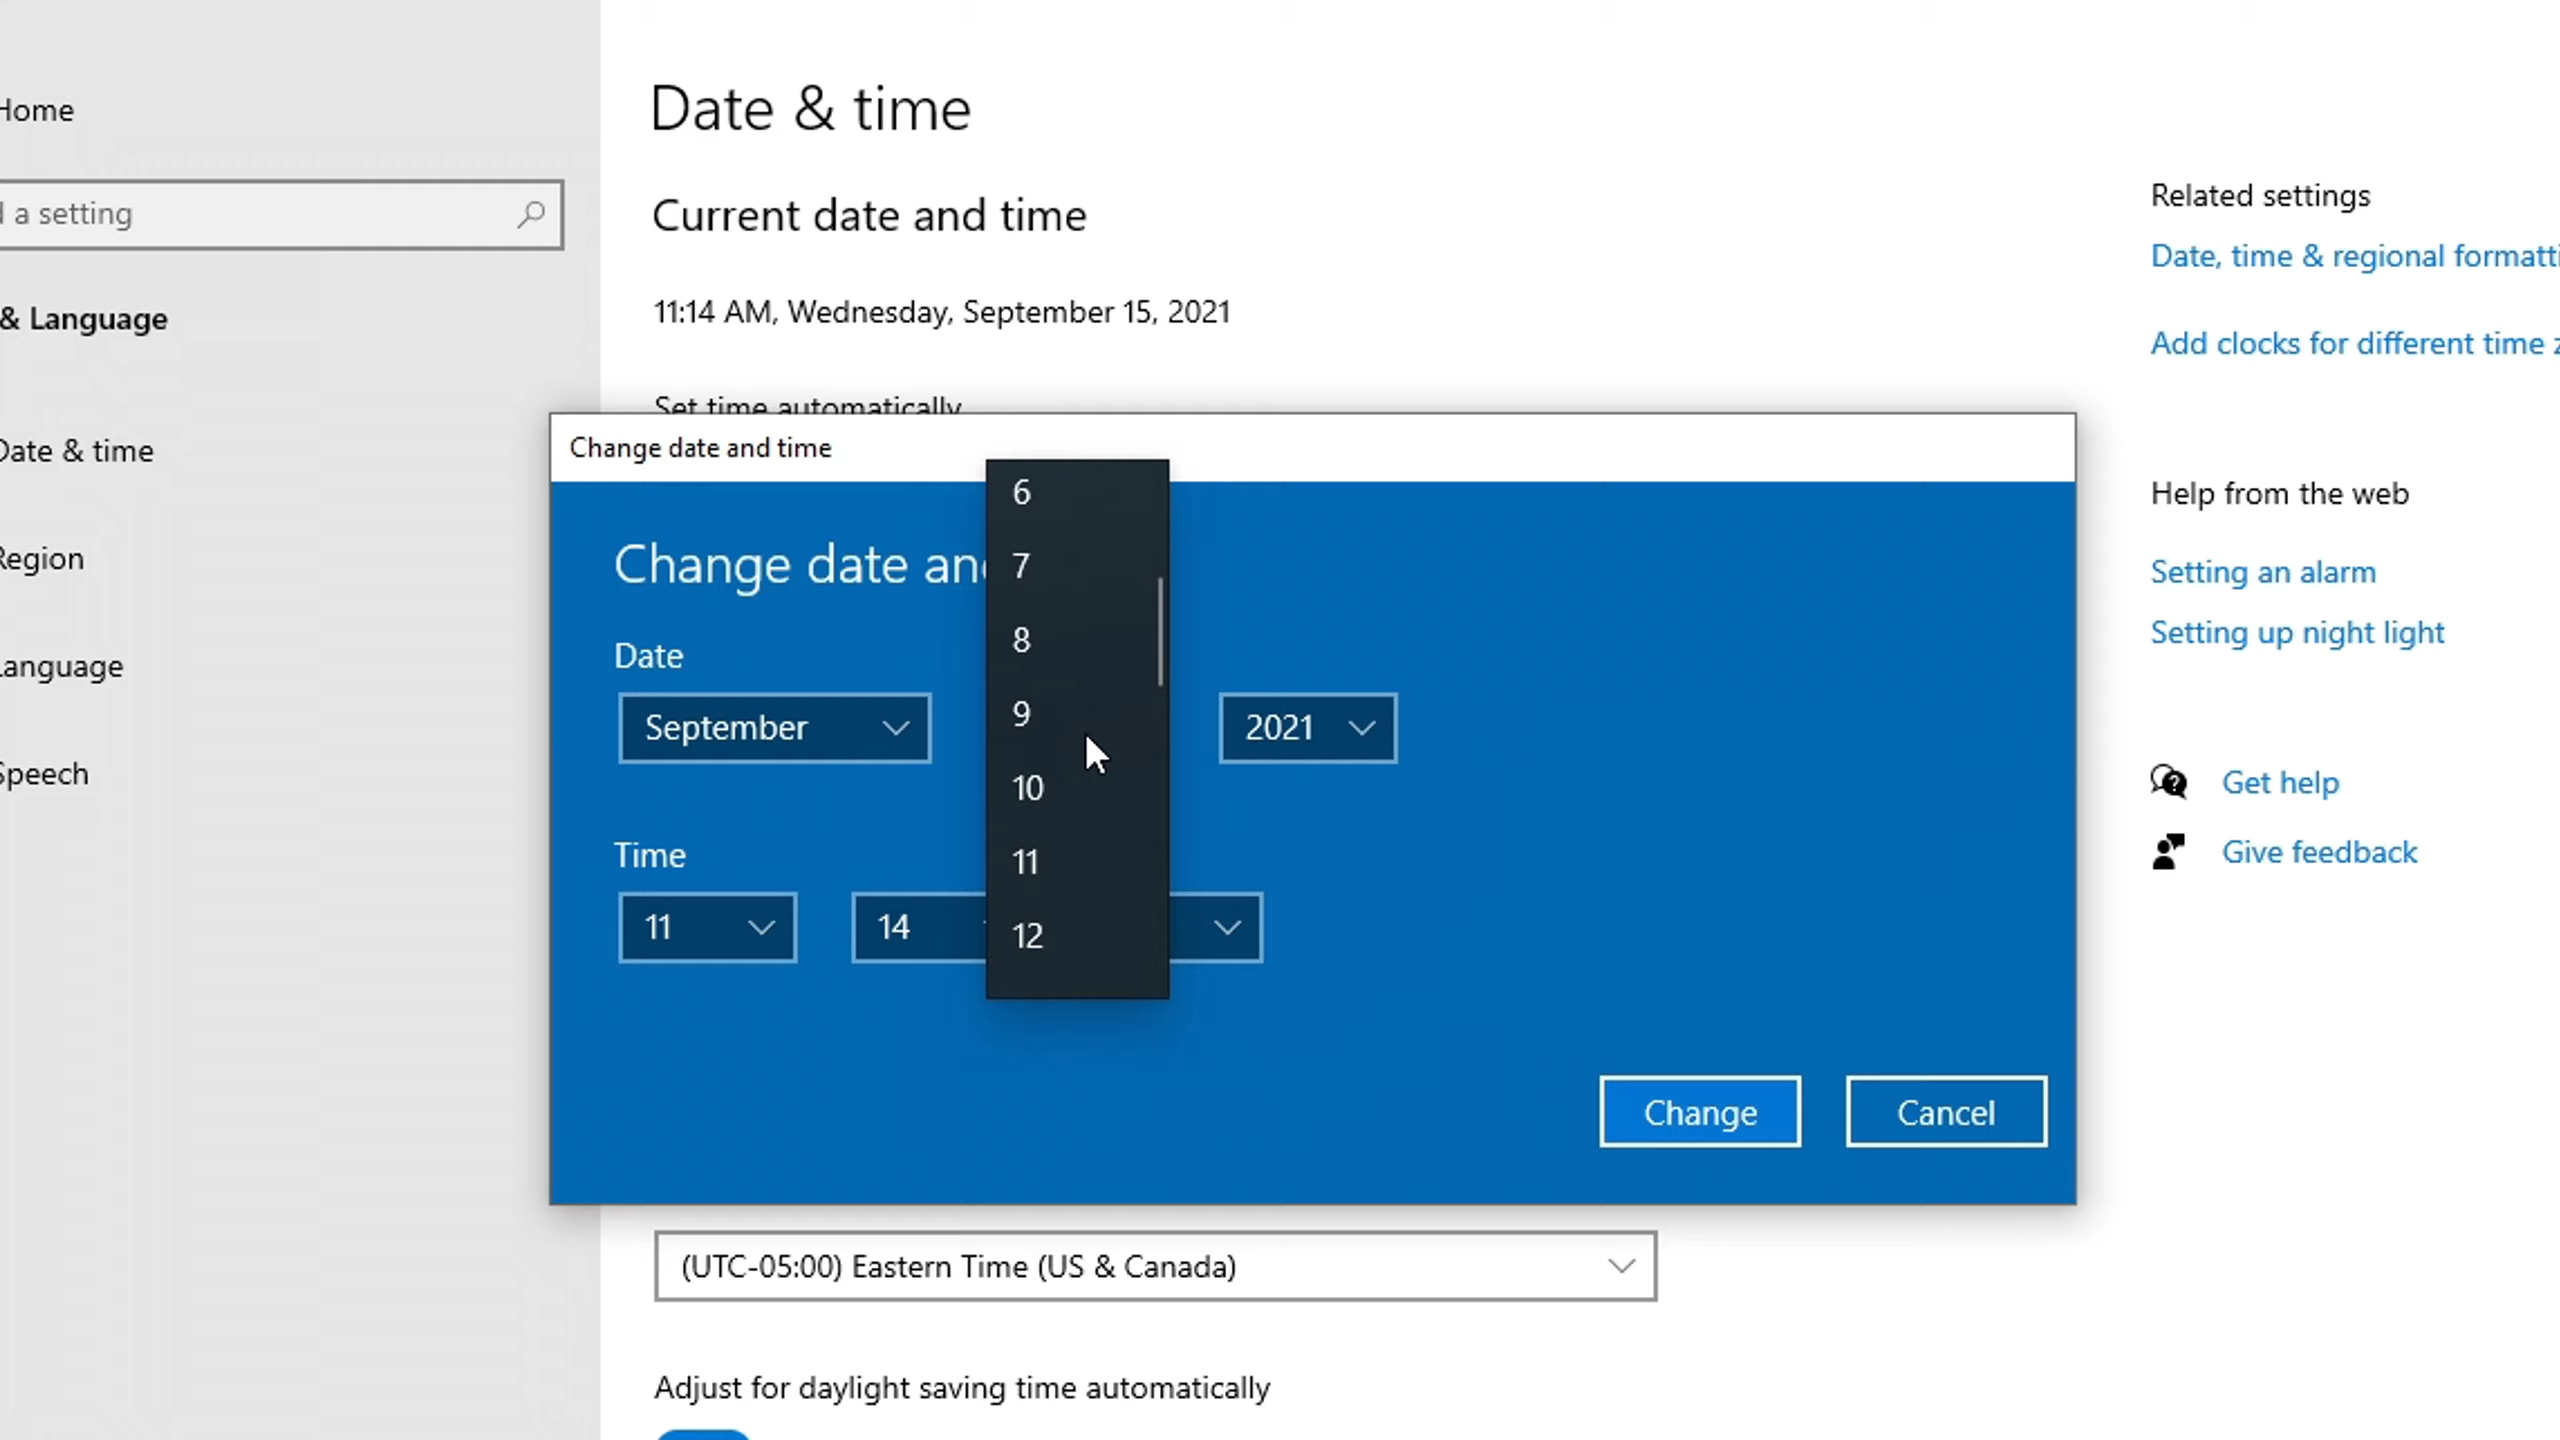 Home
a setting
& Language
Date & time
Region
Language
Speech
Date & time
Current date and time
11:14 AM, Wednesday, September 15, 2021
Set time automatically
Change date and time
Change date an
Date
September
2021
6
7
8
9
10
11
12
Time
11
14
Change
Cancel
(UTC-05:00) Eastern Time (US & Canada)
Adjust for daylight saving time automatically
Related settings
Date, time & regional formatti
Add clocks for different time z
Help from the web
Setting an alarm
Setting up night light
Get help
Give feedback